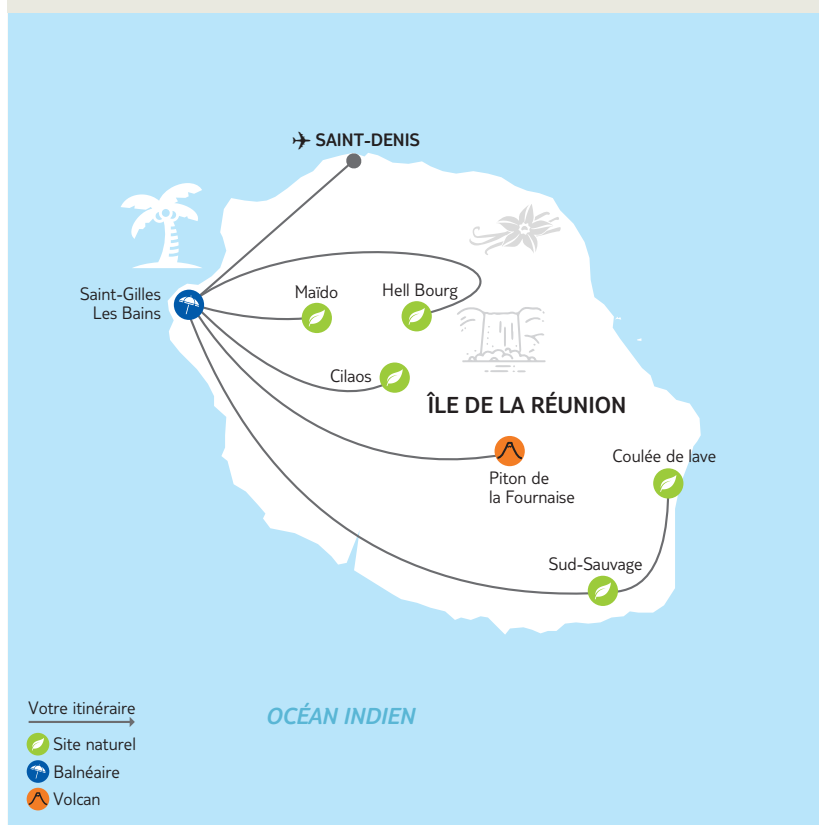 SAINT-DENIS
Saint-Gilles
Les Bains
Maïdo
Hell Bourg
Cilaos
ÎLE DE LA RÉUNION
Piton de
la Fournaise
Coulée de lave
Sud-Sauvage
OCÉAN INDIEN
Votre itinéraire
Site naturel
Balnéaire
Volcan